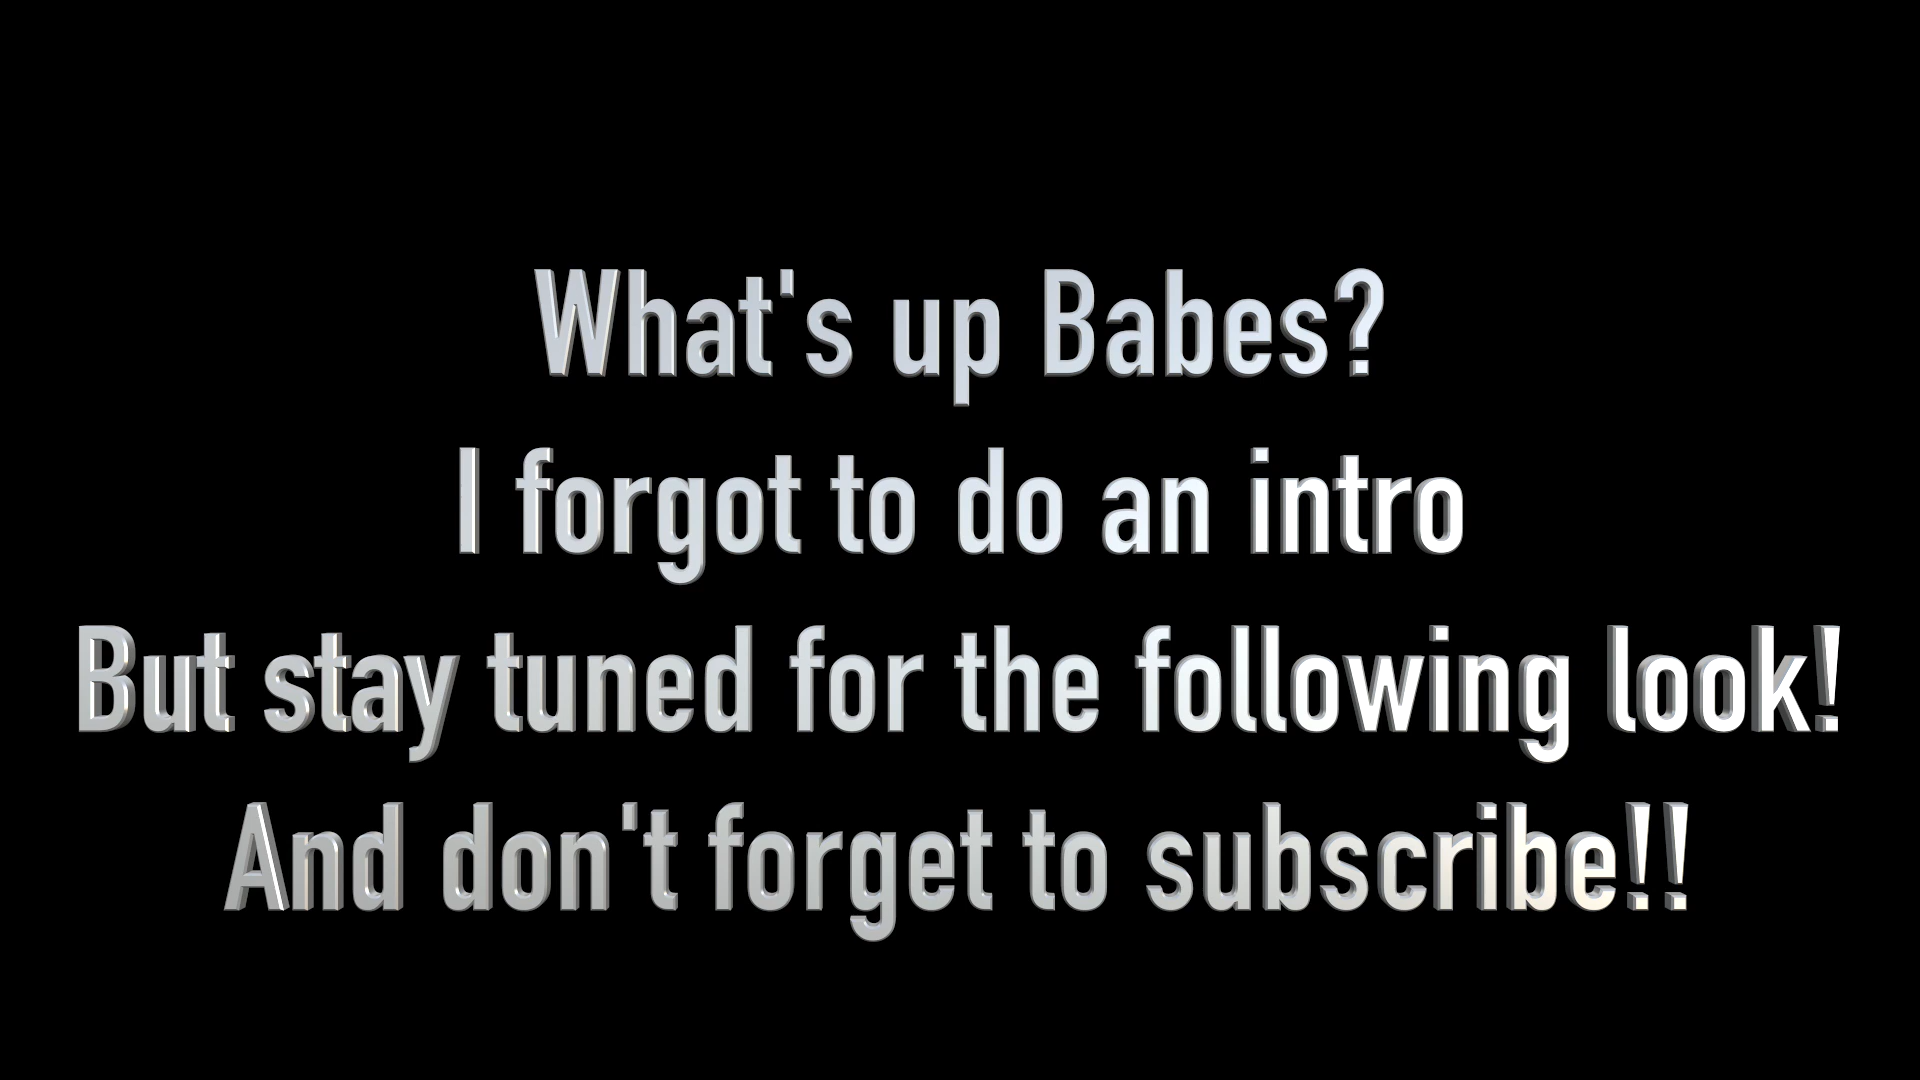 What's up Babes?
I forgot to do an intro
But stay tuned for the following look!
And don't forget to subscribe!!